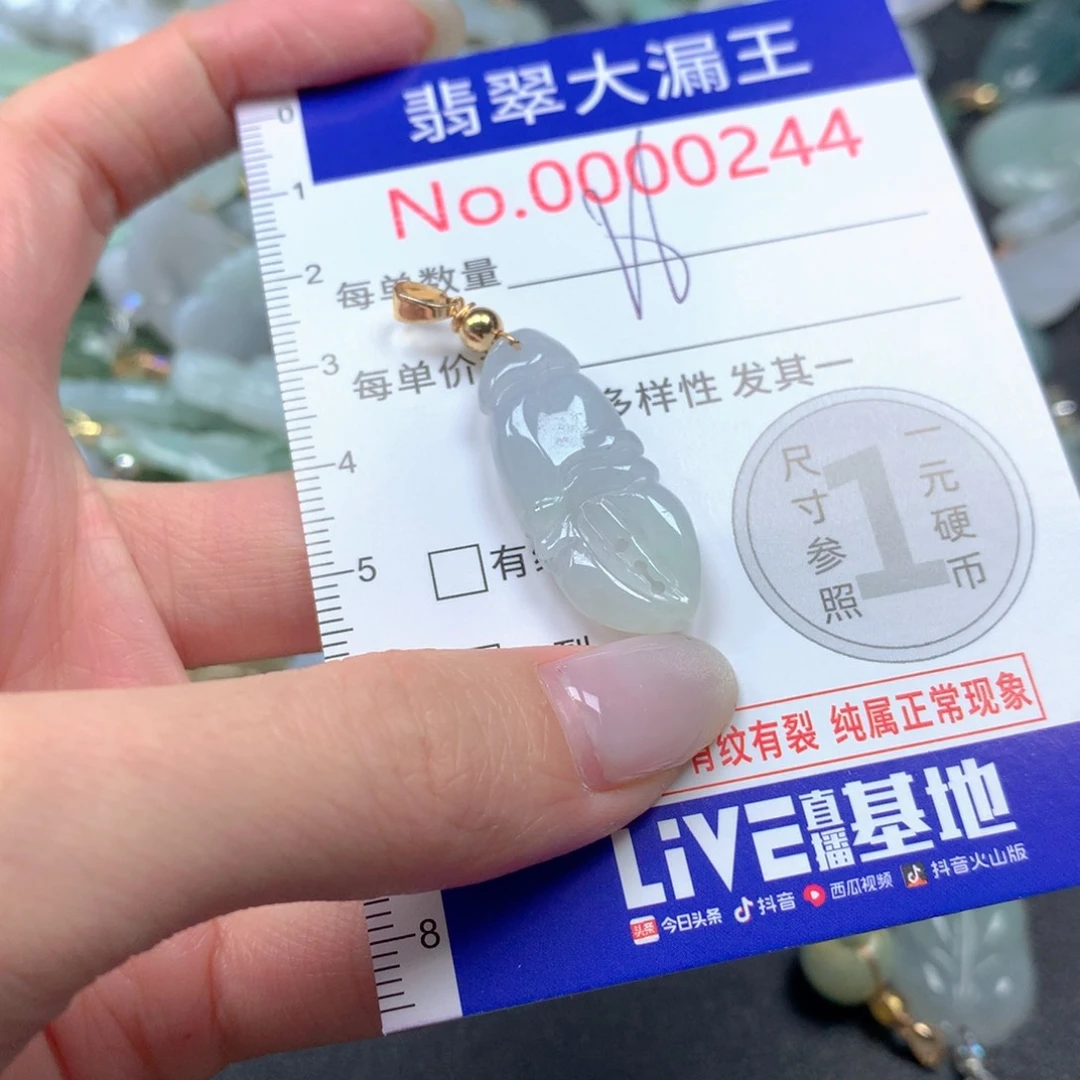 翡翠大漏王
No.0000244
每单数量
每单价
多样性 发其一
尺寸参照
1
一元硬币
有
有纹有裂 纯属正常现象
LiVE直播基地
今日头条 抖音 西瓜视频 抖音火山版
0
1
2
3
4
5
8